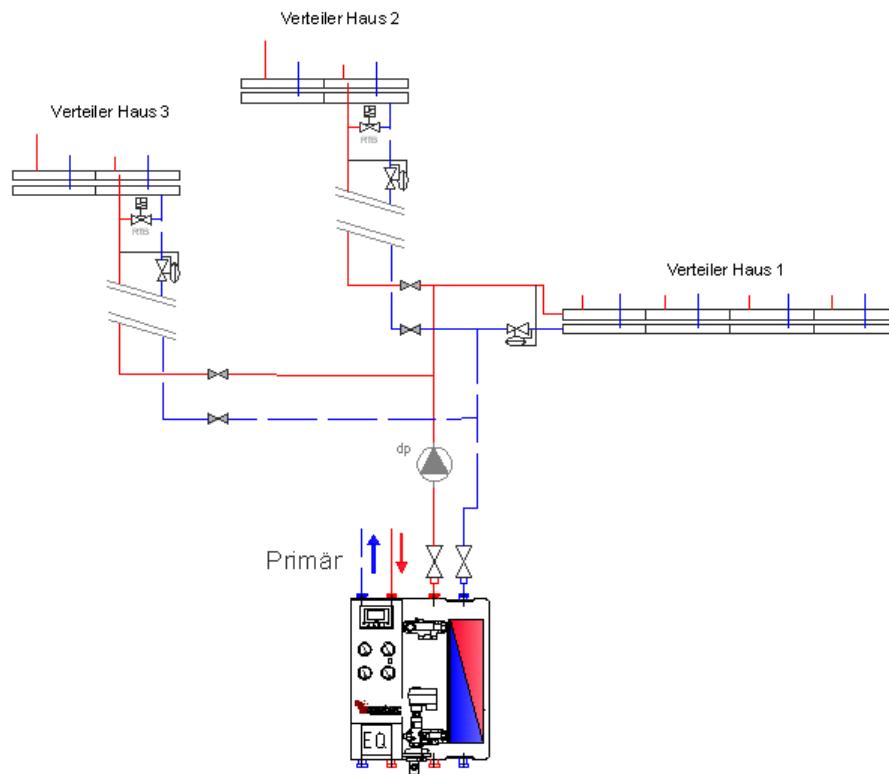 Verteiler Haus 2
Verteiler Haus 3
RTB
RTB
Verteiler Haus 1
dp
Primär
EQ